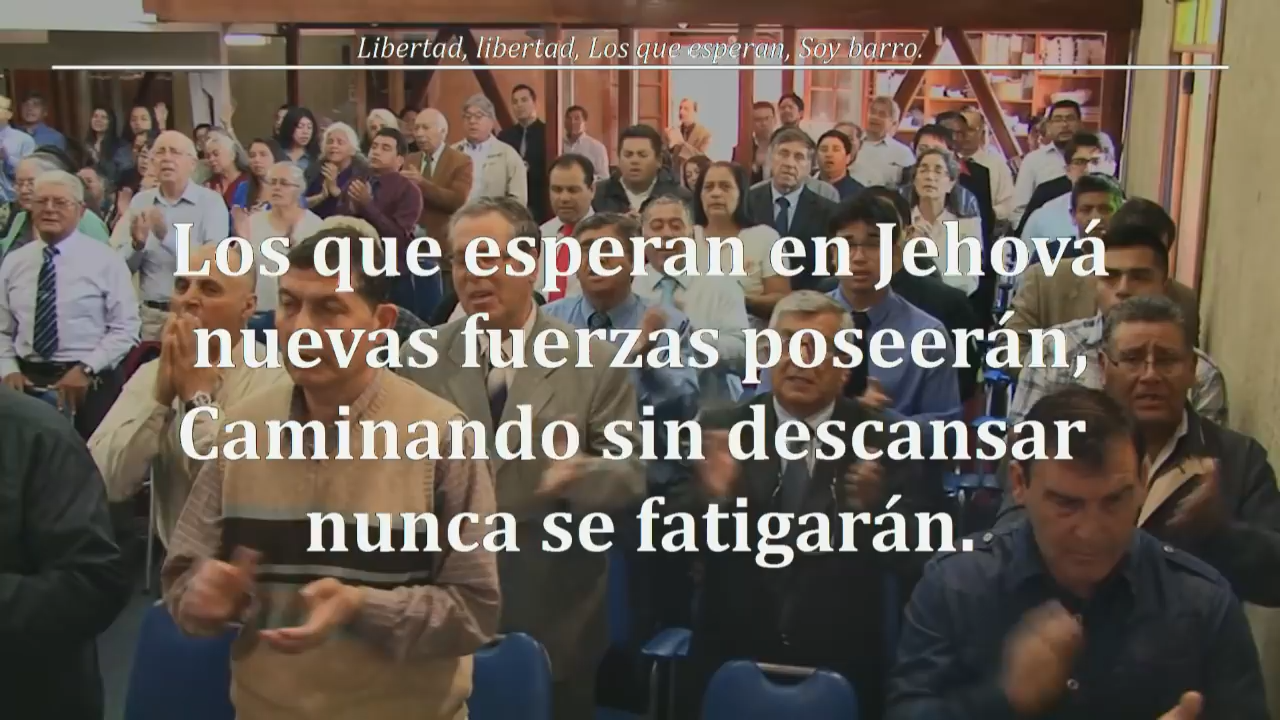 Libertad, libertad, Los que esperan, Soy barro.
Los que esperan en Jehová
nuevas fuerzas poseerán,
Caminando sin descansar
nunca se fatigarán.